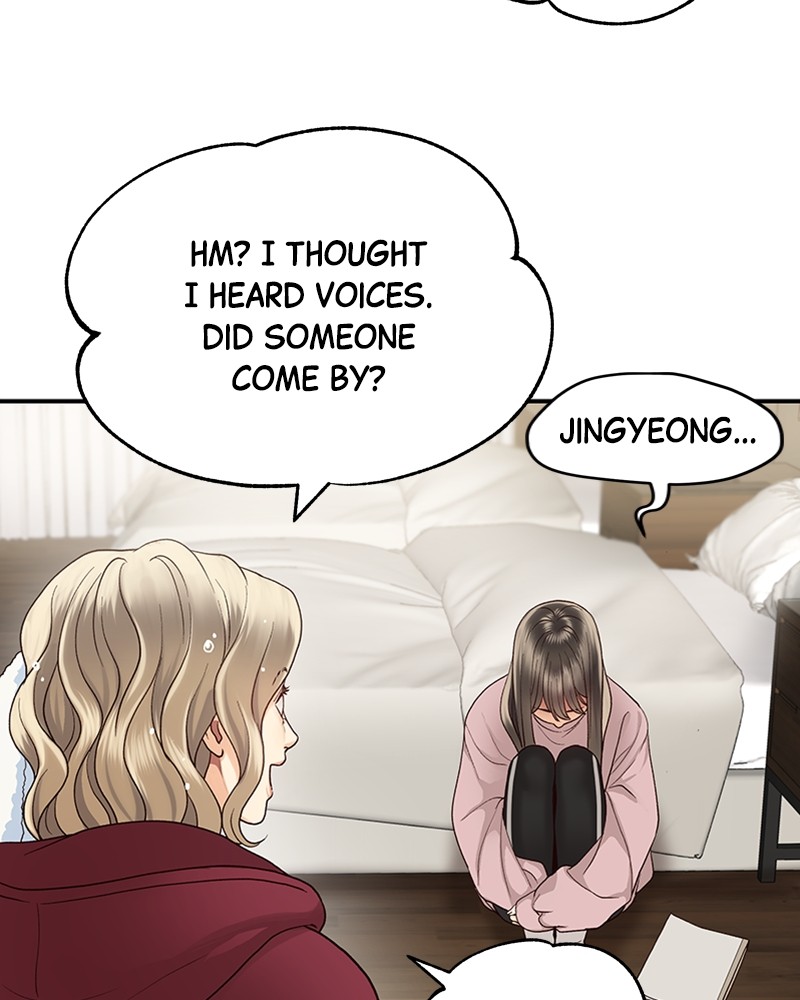 HM? I THOUGHT
I HEARD VOICES.
DID SOMEONE
COME BY?
JINGYEONG...